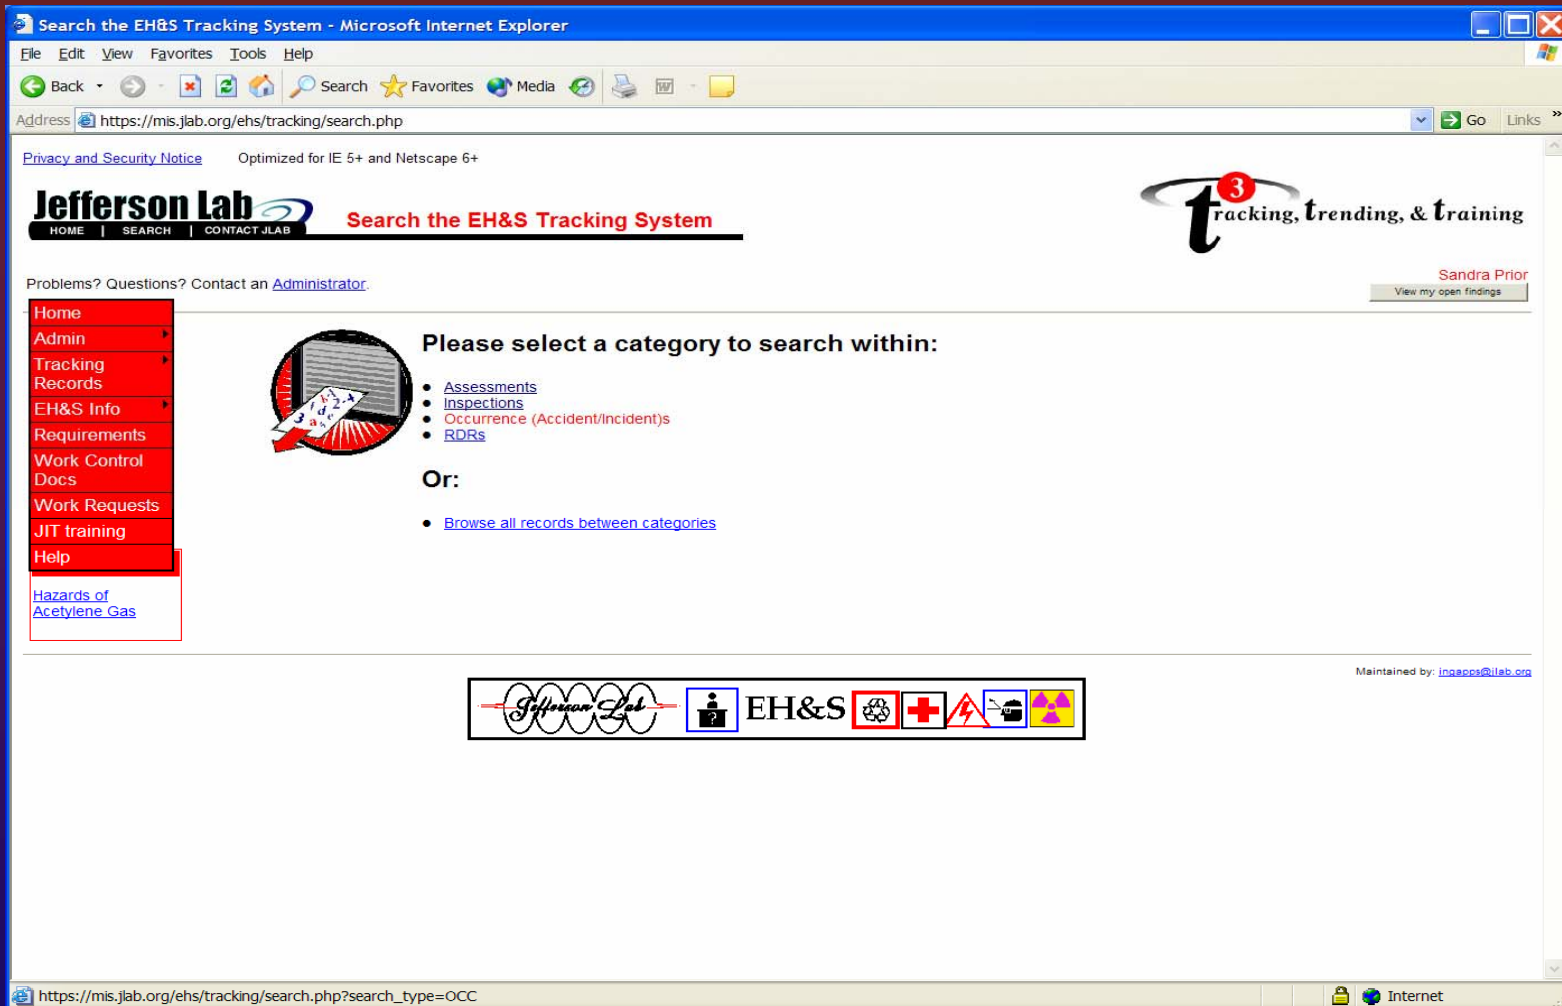 Search the EH&S Tracking System - Microsoft Internet Explorer
File Edit View Favorites Tools Help
Back Search Favorites Media
Address https://mis.jlab.org/ehs/tracking/search.php Go Links »
Privacy and Security Notice Optimized for IE 5+ and Netscape 6+
Jefferson Lab
HOME | SEARCH | CONTACT JLAB
Search the EH&S Tracking System
3
tracking, trending, & training
Problems? Questions? Contact an Administrator.
Sandra Prior
View my open findings
Home
Admin
Tracking
Records
EH&S Info
Requirements
Work Control
Docs
Work Requests
JIT training
Help
Hazards of
Acetylene Gas
Please select a category to search within:
Assessments
Inspections
Occurrence (Accident/Incident)s
RDRs
Or:
Browse all records between categories
Maintained by: ingapps@jlab.org
Jefferson Lab ? EH&S
https://mis.jlab.org/ehs/tracking/search.php?search_type=OCC Internet